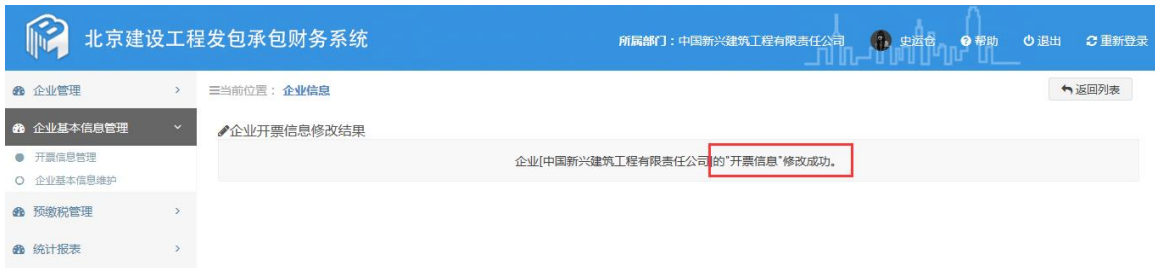 北京建设工程发包承包财务系统
所属部门：中国新兴建筑工程有限责任公司 史运仓 帮助 退出 重新登录
企业管理
当前位置： 企业信息
返回列表
企业基本信息管理
企业开票信息修改结果
开票信息管理
企业[中国新兴建筑工程有限责任公司]的"开票信息"修改成功。
企业基本信息维护
预缴税管理
统计报表